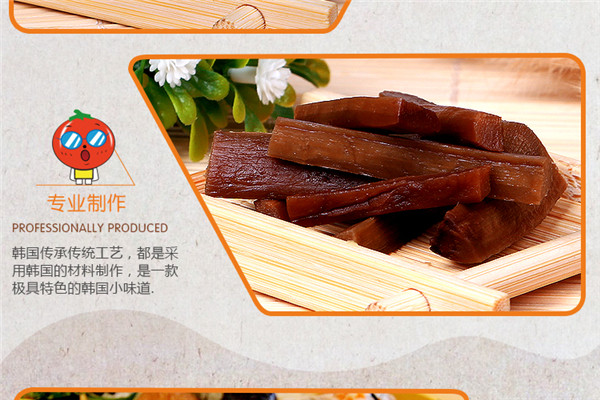 专业制作
PROFESSIONALLY PRODUCED
韩国传承传统工艺，都是采
用韩国的材料制作，是一款
极具特色的韩国小味道.